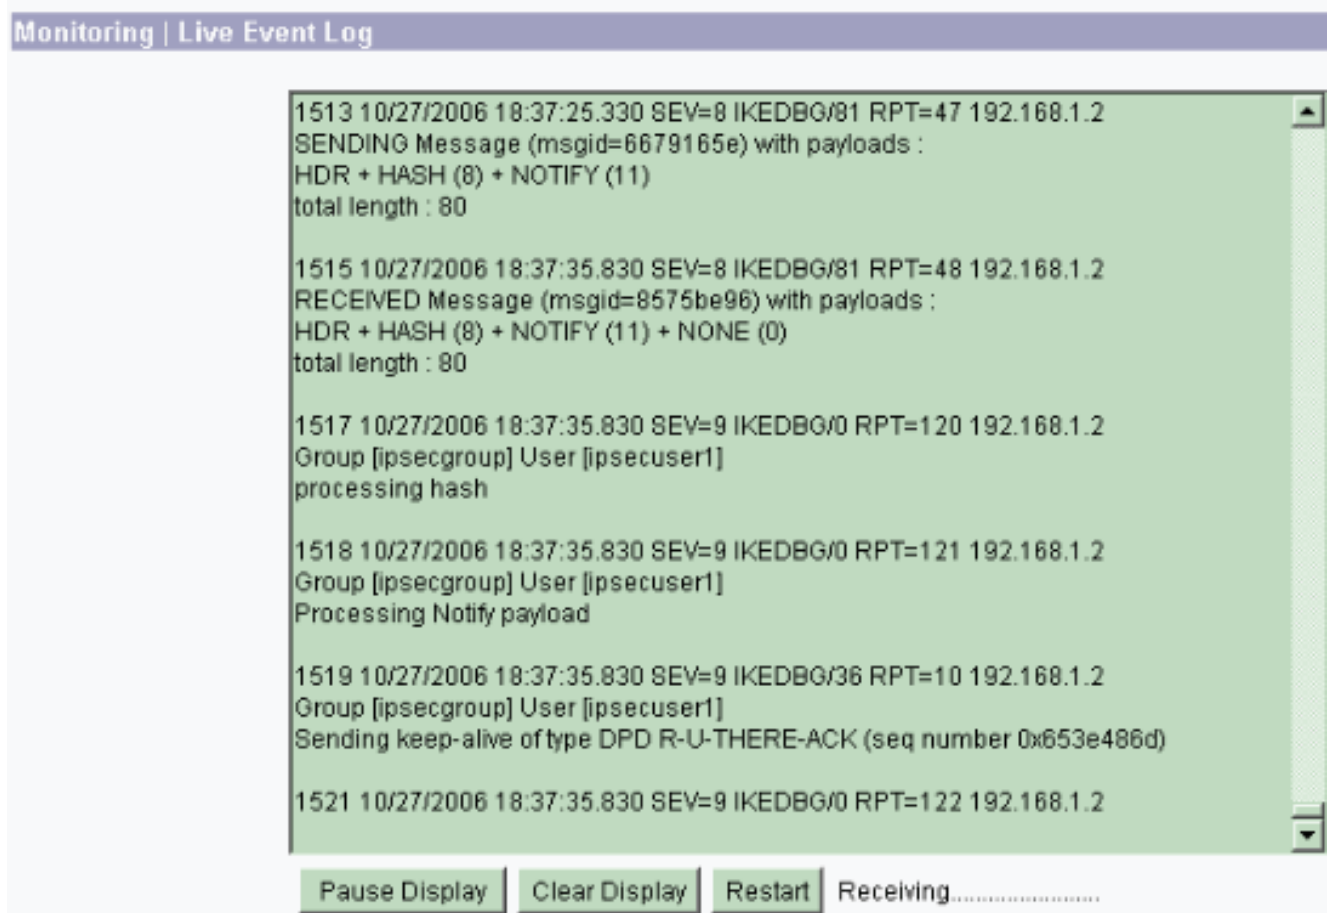 Monitoring | Live Event Log
1513 10/27/2006 18:37:25.330 SEV=8 IKEDBG/81 RPT=47 192.168.1.2
SENDING Message (msgid=6679165e) with payloads :
HDR + HASH (8) + NOTIFY (11)
total length : 80
1515 10/27/2006 18:37:35.830 SEV=8 IKEDBG/81 RPT=48 192.168.1.2
RECEIVED Message (msgid=8575be96) with payloads :
HDR + HASH (8) + NOTIFY (11) + NONE (0)
total length : 80
1517 10/27/2006 18:37:35.830 SEV=9 IKEDBG/0 RPT=120 192.168.1.2
Group [ipsecgroup] User [ipsecuser1]
processing hash
1518 10/27/2006 18:37:35.830 SEV=9 IKEDBG/0 RPT=121 192.168.1.2
Group [ipsecgroup] User [ipsecuser1]
Processing Notify payload
1519 10/27/2006 18:37:35.830 SEV=9 IKEDBG/36 RPT=10 192.168.1.2
Group [ipsecgroup] User [ipsecuser1]
Sending keep-alive of type DPD R-U-THERE-ACK (seq number 0x653e486d)
1521 10/27/2006 18:37:35.830 SEV=9 IKEDBG/0 RPT=122 192.168.1.2
Pause Display Clear Display Restart Receiving........................